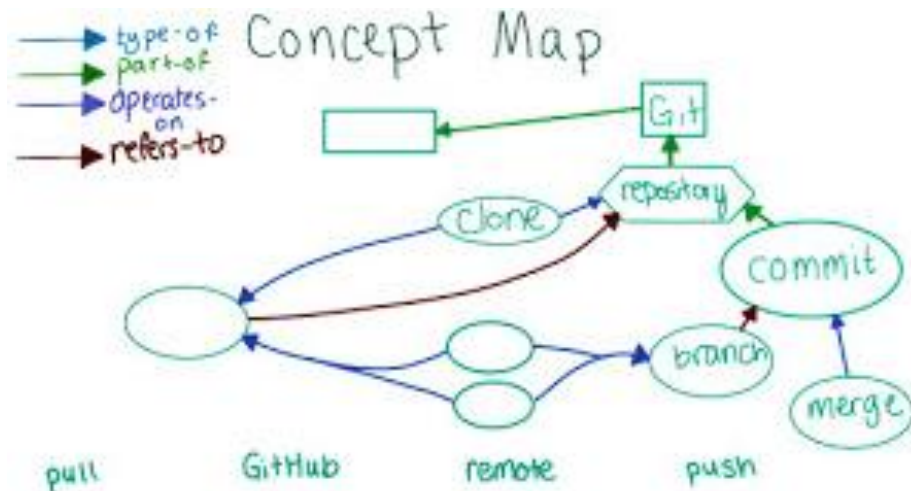 type-of
Concept Map
part-of
operates-
on
refers-to
Git
repository
clone
commit
branch
merge
pull
GitHub
remote
push